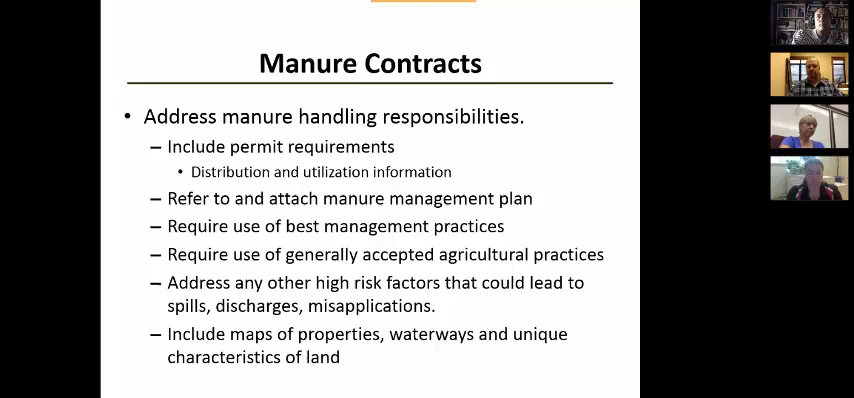 Manure Contracts
• Address manure handling responsibilities.
– Include permit requirements
• Distribution and utilization information
– Refer to and attach manure management plan
– Require use of best management practices
– Require use of generally accepted agricultural practices
– Address any other high risk factors that could lead to
spills, discharges, misapplications.
– Include maps of properties, waterways and unique
characteristics of land